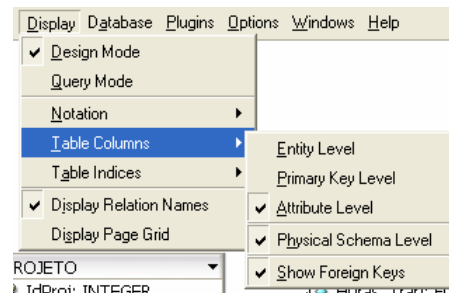 Display Database Plugins Options Windows Help
Design Mode
Query Mode
Notation
Table Columns
Table Indices
Display Relation Names
Display Page Grid
Entity Level
Primary Key Level
Attribute Level
Physical Schema Level
Show Foreign Keys
ROJETO
IdProj: INTEGER